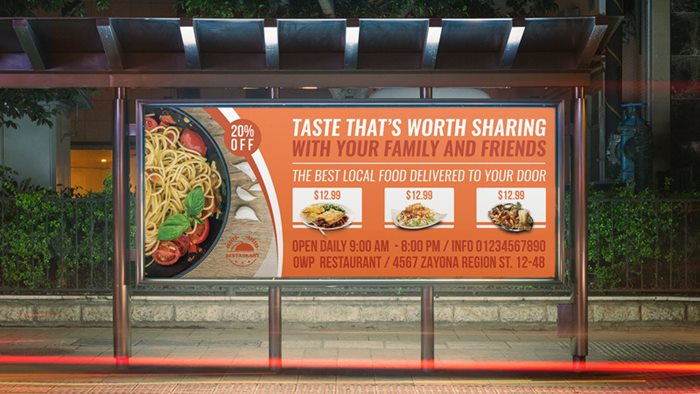 20%
OFF
TASTE THAT'S WORTH SHARING
WITH YOUR FAMILY AND FRIENDS
THE BEST LOCAL FOOD DELIVERED TO YOUR DOOR
$12.99
$12.99
$12.99
OPEN DAILY 9:00 AM - 8:00 PM / INFO 01234567890
OWP RESTAURANT / 4567 ZAYONA REGION ST. 12-48
RESTAURANT